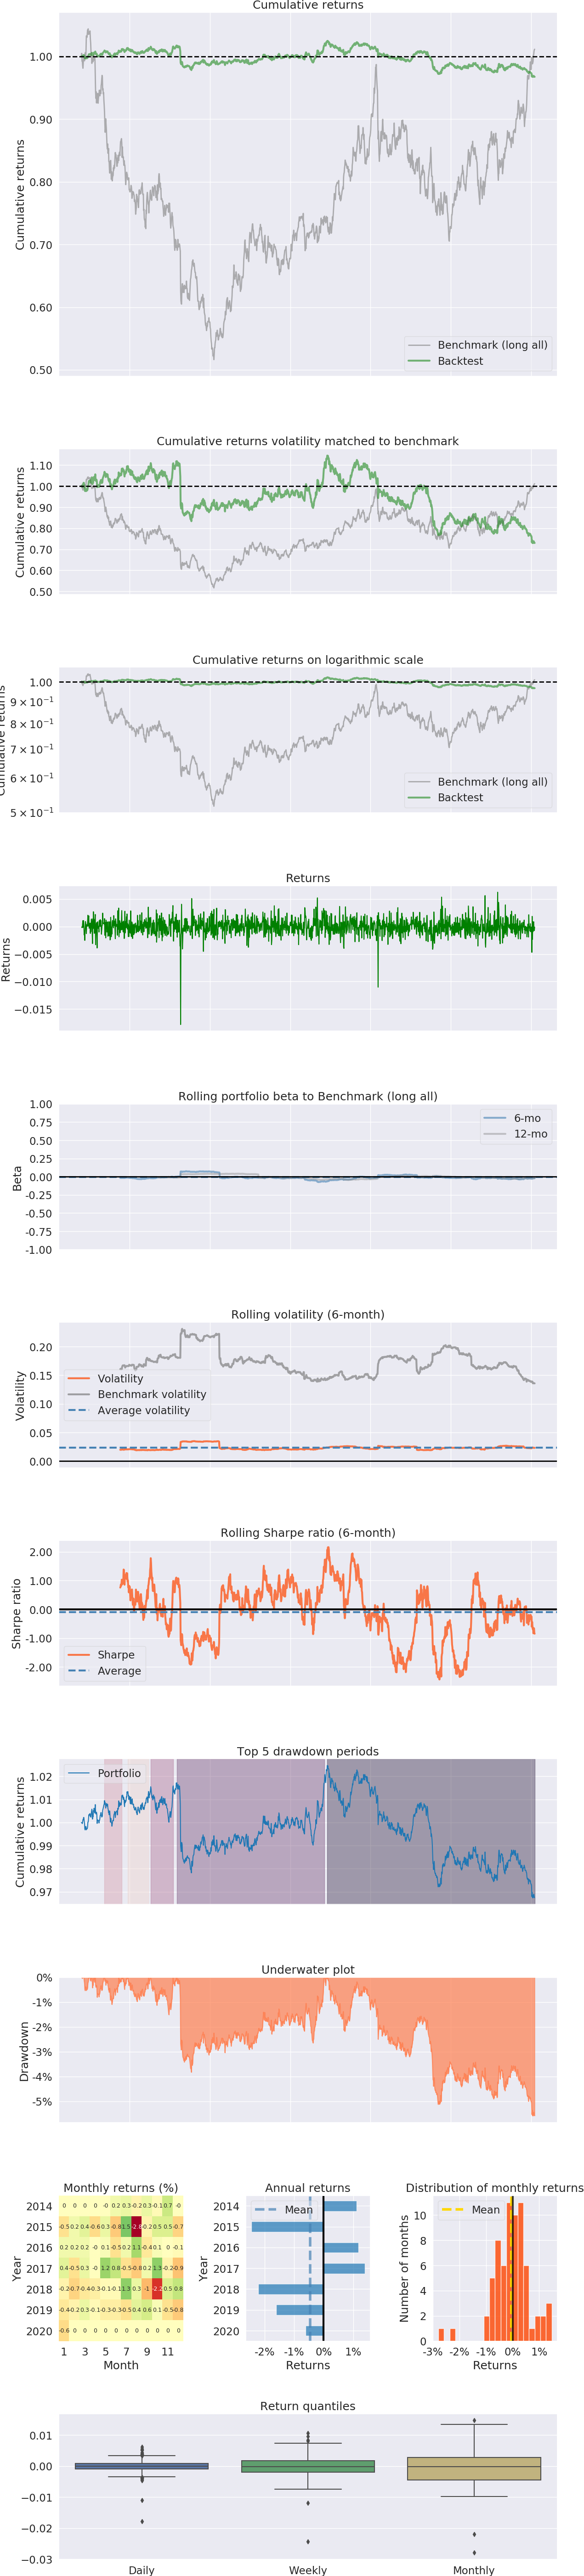 Cumulative returns
1.00
0.90
0.80
0.70
0.60
0.50
Cumulative returns
Benchmark (long all)
Backtest
Cumulative returns volatility matched to benchmark
1.10
1.00
0.90
0.80
0.70
0.60
0.50
Cumulative returns
Cumulative returns on logarithmic scale
1.00
9 × 10⁻¹
8 × 10⁻¹
7 × 10⁻¹
6 × 10⁻¹
5 × 10⁻¹
Cumulative returns
Benchmark (long all)
Backtest
Returns
0.005
0.000
−0.005
−0.010
−0.015
Returns
Rolling portfolio beta to Benchmark (long all)
1.00
0.75
0.50
0.25
0.00
-0.25
-0.50
-0.75
-1.00
Beta
6-mo
12-mo
Rolling volatility (6-month)
0.20
0.15
0.10
0.05
0.00
Volatility
Volatility
Benchmark volatility
Average volatility
Rolling Sharpe ratio (6-month)
2.00
1.00
0.00
-1.00
-2.00
Sharpe ratio
Sharpe
Average
Top 5 drawdown periods
1.02
1.01
1.00
0.99
0.98
0.97
Cumulative returns
Portfolio
Underwater plot
0%
-1%
-2%
-3%
-4%
-5%
Drawdown
Monthly returns (%)
2014
2015
2016
2017
2018
2019
2020
Year
1 3 5 7 9 11
Month
Annual returns
2014
2015
2016
2017
2018
2019
2020
Year
Mean
-2% -1% 0% 1%
Returns
Distribution of monthly returns
10
8
6
4
2
0
Number of months
Mean
-3% -2% -1% 0% 1%
Returns
Return quantiles
0.01
0.00
−0.01
−0.02
−0.03
Daily Weekly Monthly